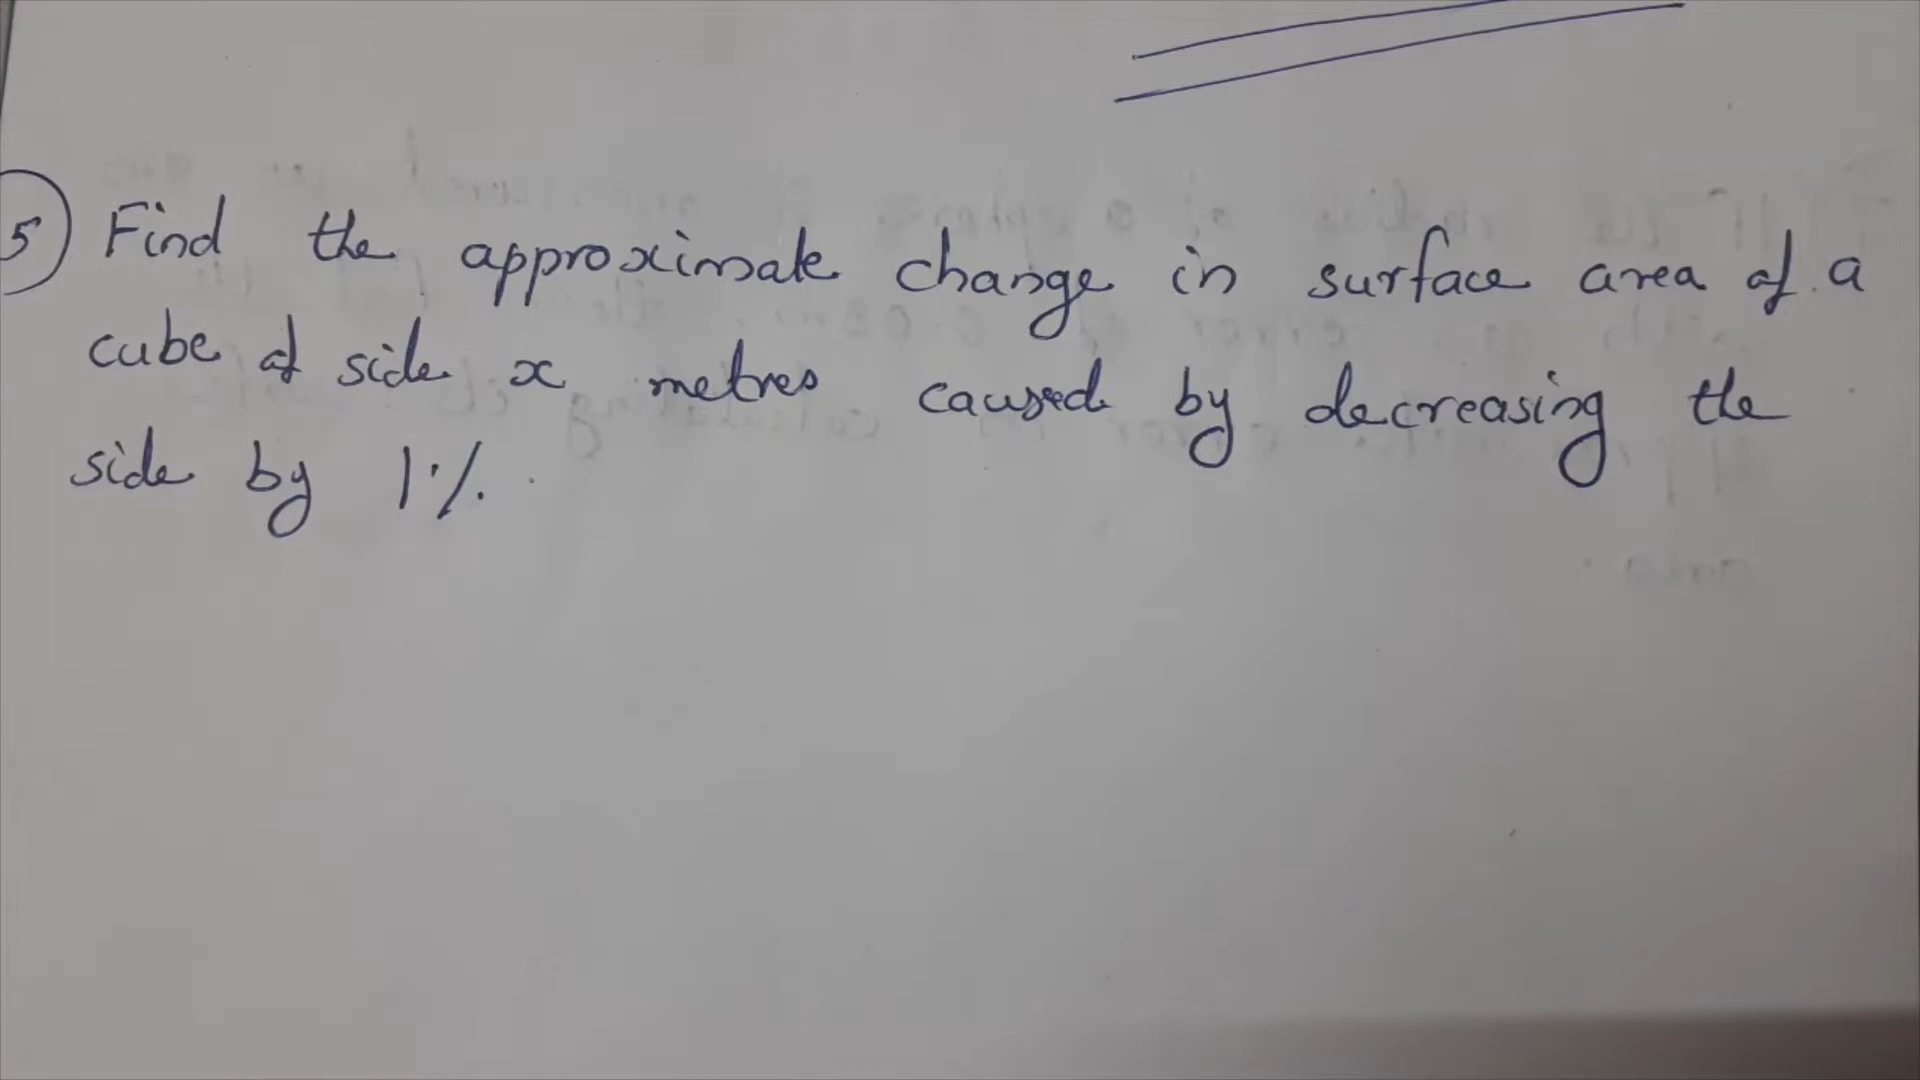 5) Find the approximate change in surface area of a
cube of side x metres caused by decreasing the
side by 1%.